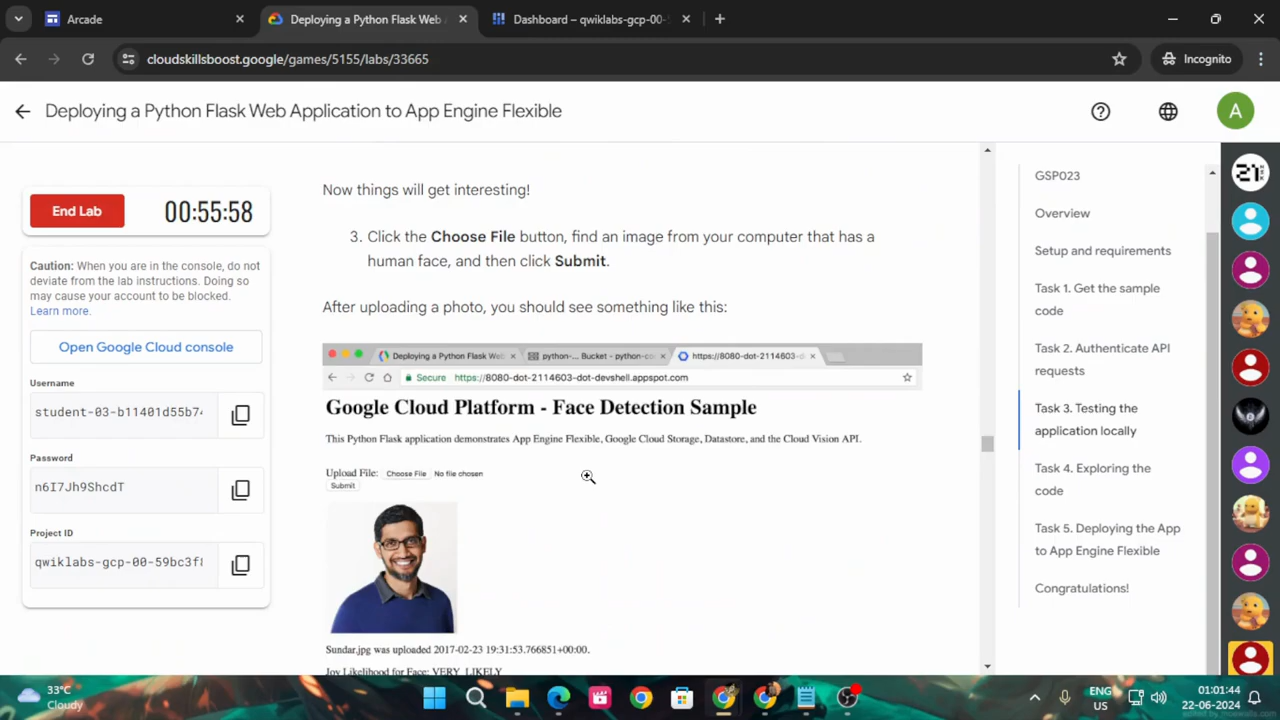 Arcade
Deploying a Python Flask Web
Dashboard – qwiklabs-gcp-00-
cloudskillsboost.google/games/5155/labs/33665
Incognito
Deploying a Python Flask Web Application to App Engine Flexible
A
End Lab
00:55:58
Caution: When you are in the console, do not
deviate from the lab instructions. Doing so
may cause your account to be blocked.
Learn more.
Open Google Cloud console
Username
student-03-b11401d55b74
Password
n6I7Jh9ShcdT
Project ID
qwiklabs-gcp-00-59bc3f8
Now things will get interesting!
3. Click the Choose File button, find an image from your computer that has a
human face, and then click Submit.
After uploading a photo, you should see something like this:
Deploying a Python Flask Web
python-... Bucket - python-co
https://8080-dot-2114603-d
Secure https://8080-dot-2114603-dot-devshell.appspot.com
Google Cloud Platform - Face Detection Sample
This Python Flask application demonstrates App Engine Flexible, Google Cloud Storage, Datastore, and the Cloud Vision API.
Upload File: Choose File No file chosen
Submit
Sundar.jpg was uploaded 2017-02-23 19:31:53.766851+00:00.
Joy Likelihood for Face: VERY_LIKELY
GSP023
Overview
Setup and requirements
Task 1. Get the sample
code
Task 2. Authenticate API
requests
Task 3. Testing the
application locally
Task 4. Exploring the
code
Task 5. Deploying the App
to App Engine Flexible
Congratulations!
33°C
Cloudy
ENG
US
01:01:44
22-06-2024